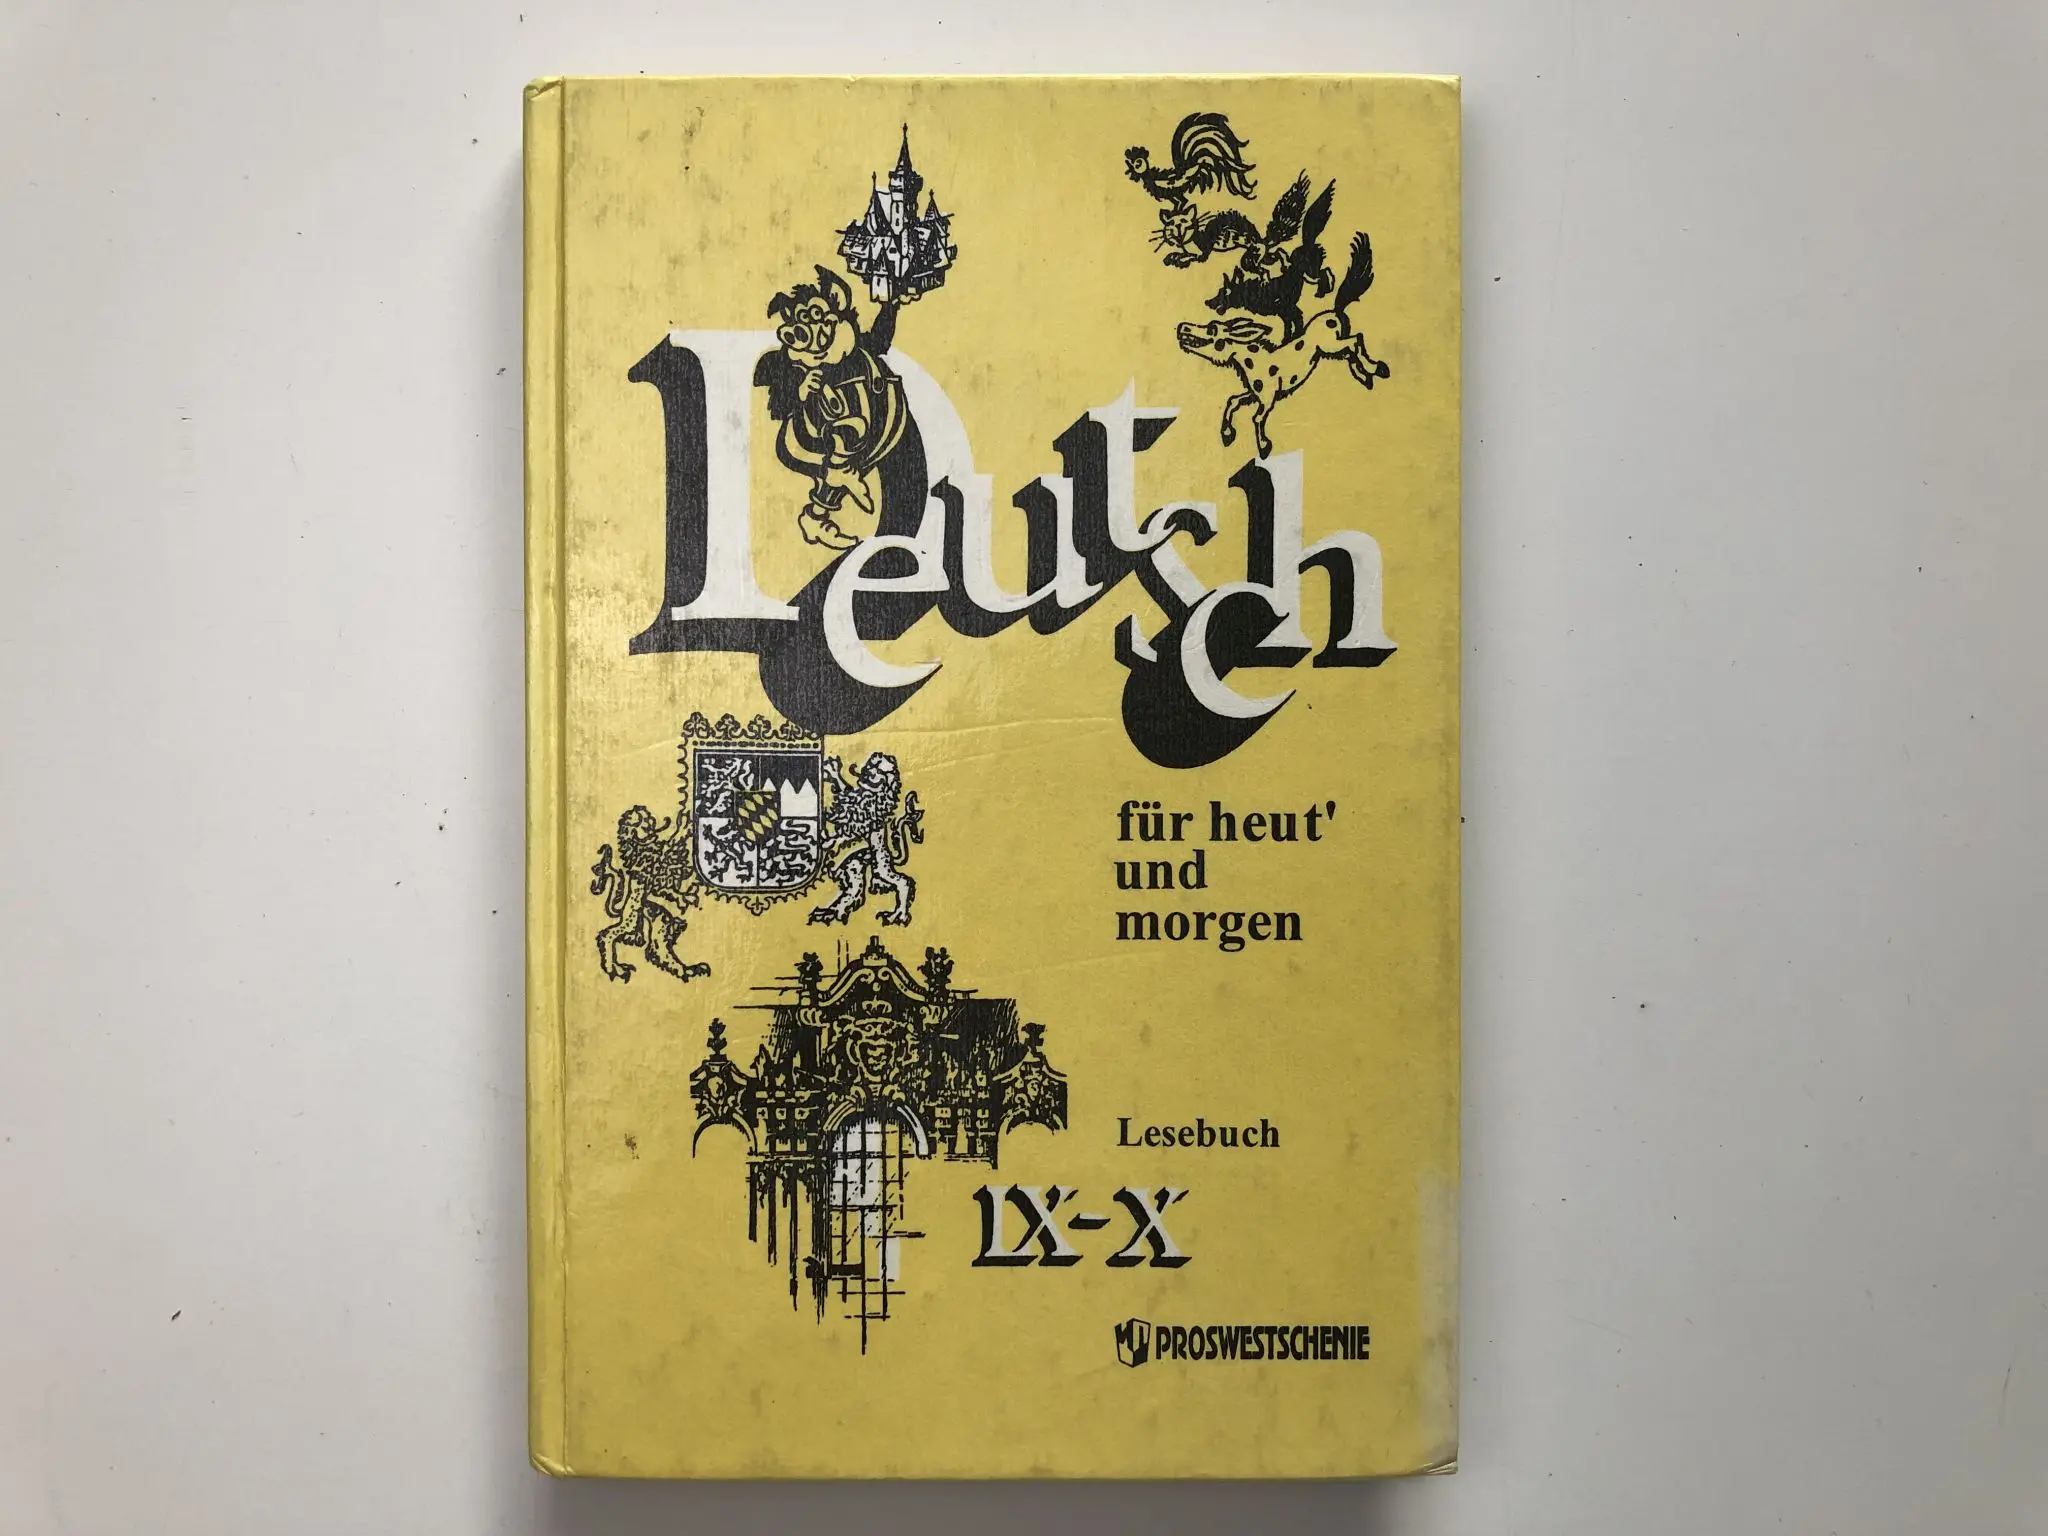 Deutsch
für heut'
und
morgen
Lesebuch
IX-X
PROSWESTSCHENIE